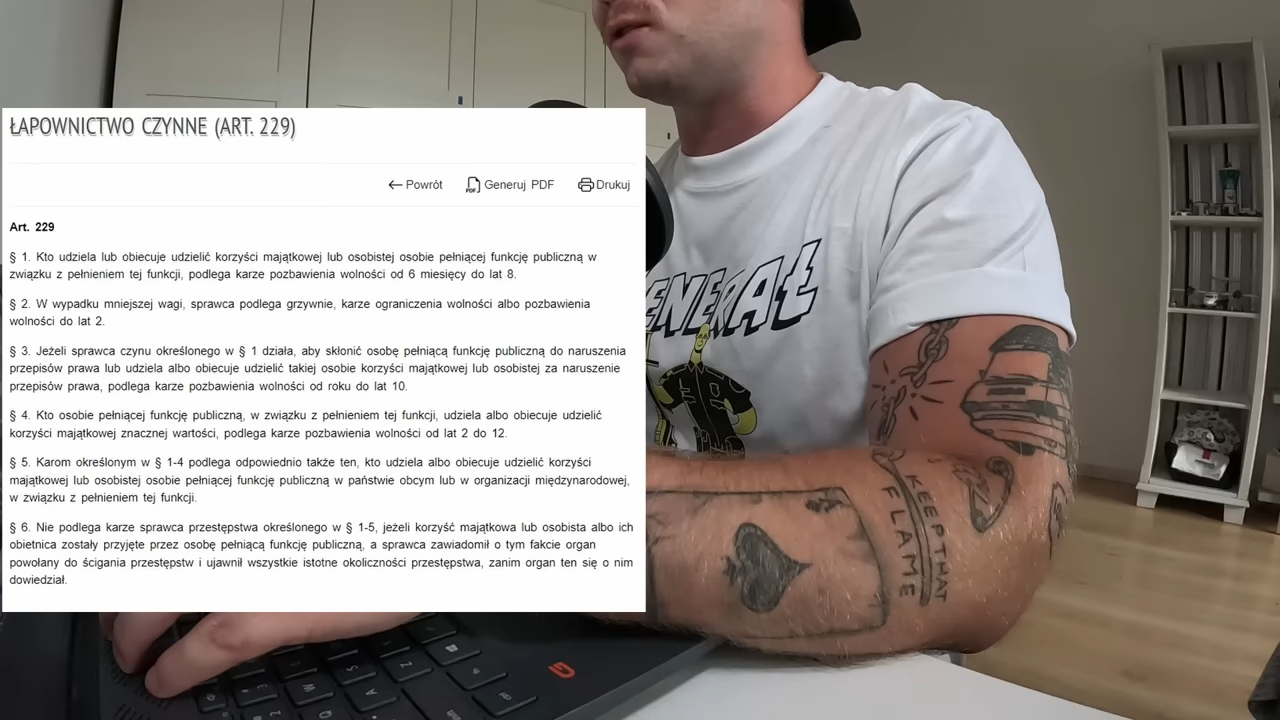 ŁAPOWNICTWO CZYNNE (ART. 229)
Powrót
PDF
Generuj PDF
Drukuj
Art. 229
§ 1. Kto udziela lub obiecuje udzielić korzyści majątkowej lub osobistej osobie pełniącej funkcję publiczną w
związku z pełnieniem tej funkcji, podlega karze pozbawienia wolności od 6 miesięcy do lat 8.
§ 2. W wypadku mniejszej wagi, sprawca podlega grzywnie, karze ograniczenia wolności albo pozbawienia
wolności do lat 2.
§ 3. Jeżeli sprawca czynu określonego w § 1 działa, aby skłonić osobę pełniącą funkcję publiczną do naruszenia
przepisów prawa lub udziela albo obiecuje udzielić takiej osobie korzyści majątkowej lub osobistej za naruszenie
przepisów prawa, podlega karze pozbawienia wolności od roku do lat 10.
§ 4. Kto osobie pełniącej funkcję publiczną, w związku z pełnieniem tej funkcji, udziela albo obiecuje udzielić
korzyści majątkowej znacznej wartości, podlega karze pozbawienia wolności od lat 2 do 12.
§ 5. Karom określonym w § 1-4 podlega odpowiednio także ten, kto udziela albo obiecuje udzielić korzyści
majątkowej lub osobistej osobie pełniącej funkcję publiczną w państwie obcym lub w organizacji międzynarodowej,
w związku z pełnieniem tej funkcji.
§ 6. Nie podlega karze sprawca przestępstwa określonego w § 1-5, jeżeli korzyść majątkowa lub osobista albo ich
obietnica zostały przyjęte przez osobę pełniącą funkcję publiczną, a sprawca zawiadomił o tym fakcie organ
powołany do ścigania przestępstw i ujawnił wszystkie istotne okoliczności przestępstwa, zanim organ ten się o nim
dowiedział.
ENERAŁ
KEEP THAT
FLAME
A